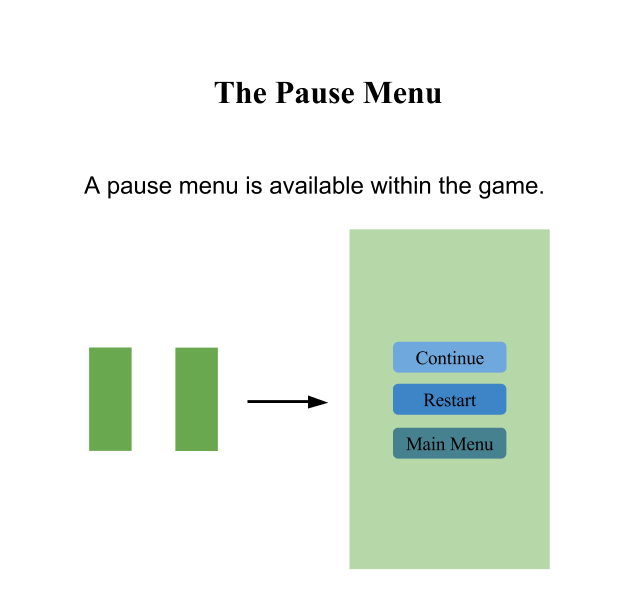 The Pause Menu
A pause menu is available within the game.
Continue
Restart
Main Menu